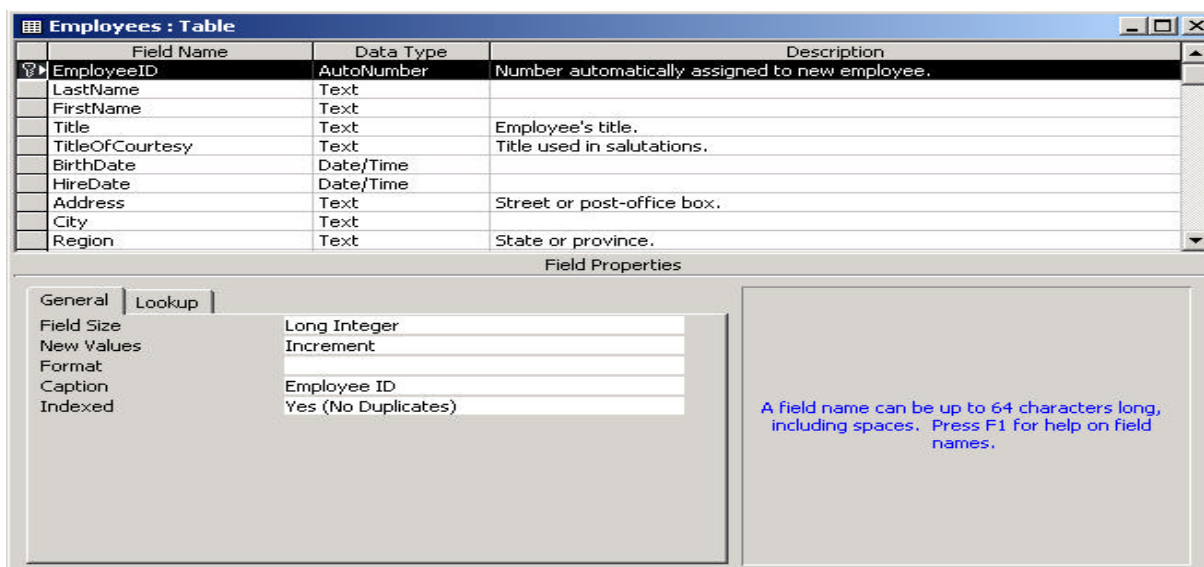 Employees : Table
Field Name Data Type Description
EmployeeID AutoNumber Number automatically assigned to new employee.
LastName Text
FirstName Text
Title Text Employee's title.
TitleOfCourtesy Text Title used in salutations.
BirthDate Date/Time
HireDate Date/Time
Address Text Street or post-office box.
City Text
Region Text State or province.
Field Properties
General Lookup
Field Size Long Integer
New Values Increment
Format
Caption Employee ID
Indexed Yes (No Duplicates)
A field name can be up to 64 characters long,
including spaces. Press F1 for help on field
names.